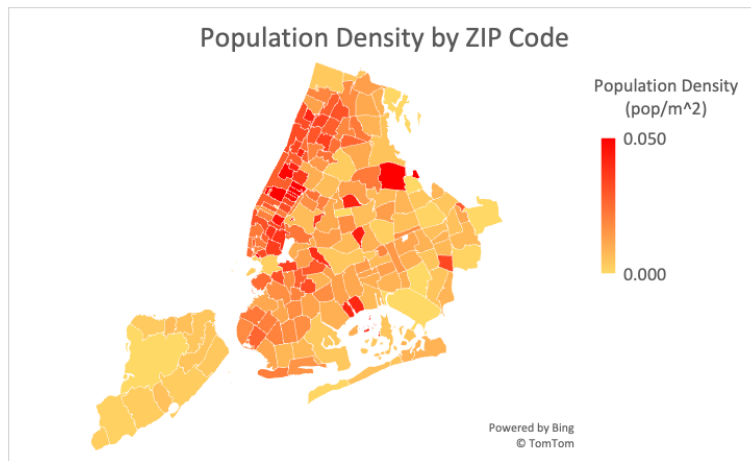 Population Density by ZIP Code
Population Density
(pop/m^2)
0.050
0.000
Powered by Bing
© TomTom